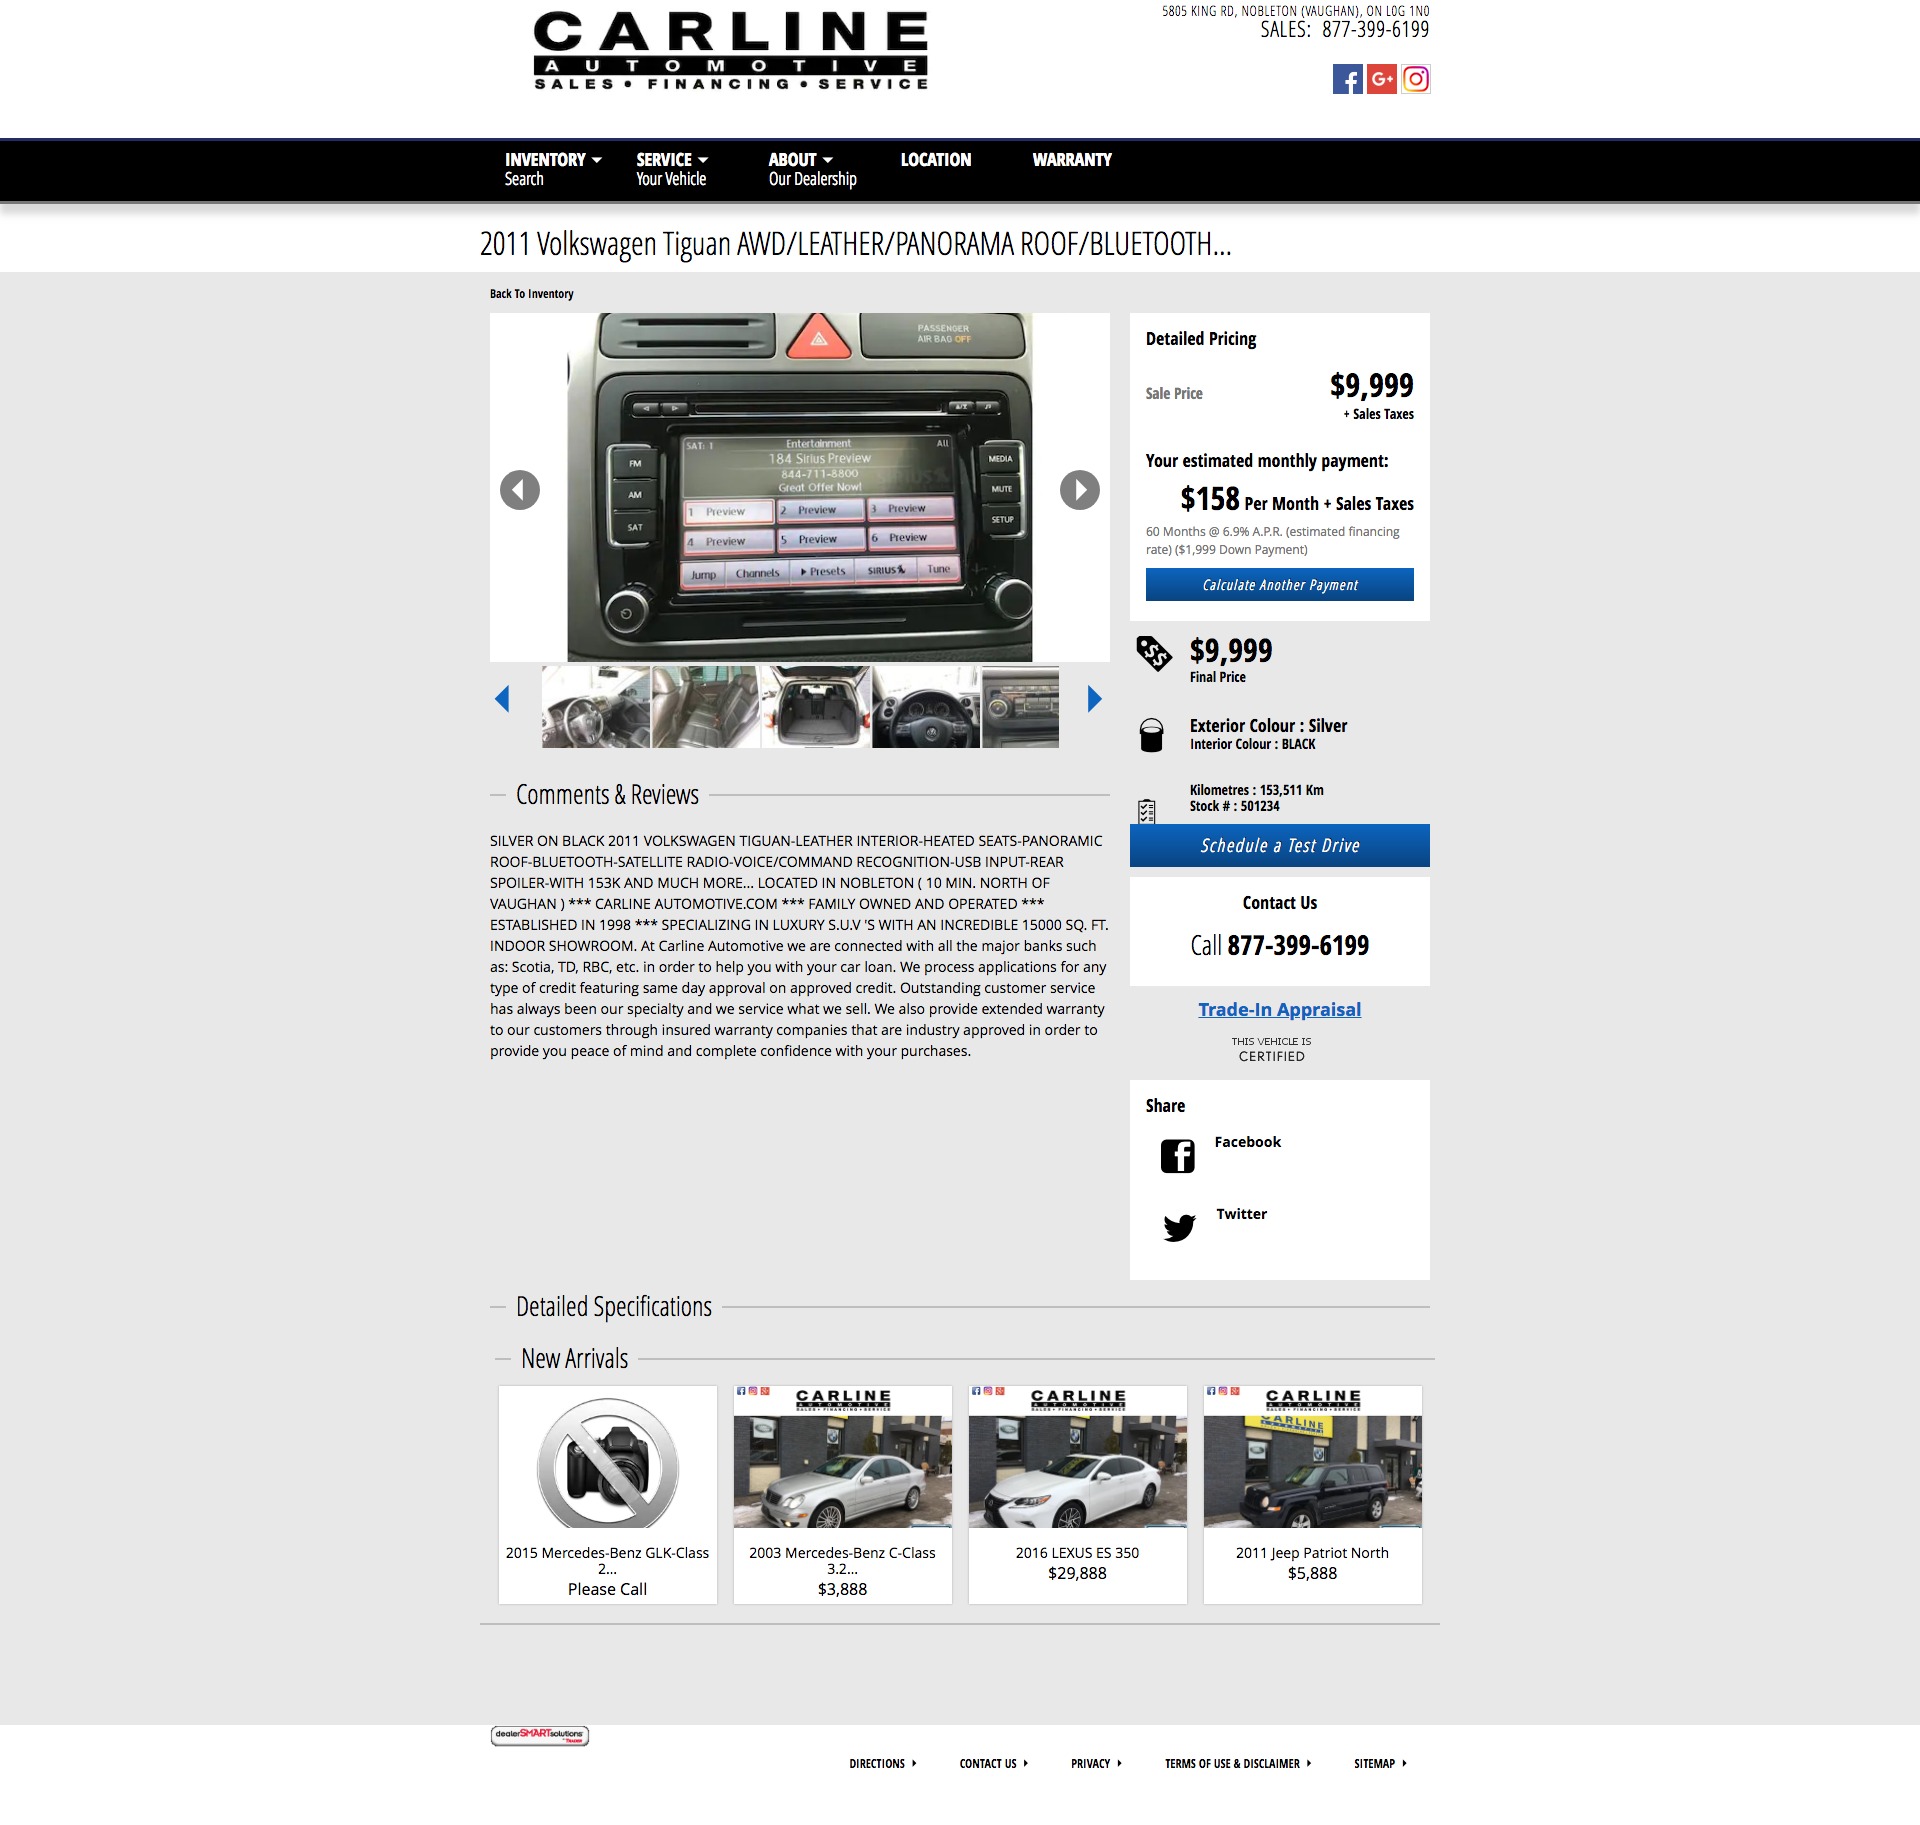 CARLINE
AUTOMOTIVE
SALES • FINANCING • SERVICE
5805 KING RD, NOBLETON (VAUGHAN), ON L0G 1N0
SALES: 877-399-6199
INVENTORY
Search
SERVICE
Your Vehicle
ABOUT
Our Dealership
LOCATION
WARRANTY
2011 Volkswagen Tiguan AWD/LEATHER/PANORAMA ROOF/BLUETOOTH...
Back To Inventory
PASSENGER
AIR BAG OFF
SAT: 1 Entertainment All
184 Sirius Preview
844-711-8800
Great Offer Now!
FM
AM
SAT
MEDIA
MUTE
SETUP
1 Preview 2 Preview 3 Preview
4 Preview 5 Preview 6 Preview
Jump Channels Presets SIRIUS Tune
Detailed Pricing
Sale Price $9,999
+ Sales Taxes
Your estimated monthly payment:
$158 Per Month + Sales Taxes
60 Months @ 6.9% A.P.R. (estimated financing
rate) ($1,999 Down Payment)
Calculate Another Payment
$9,999
Final Price
Exterior Colour : Silver
Interior Colour : BLACK
Kilometres : 153,511 Km
Stock # : 501234
Schedule a Test Drive
Contact Us
Call 877-399-6199
Trade-In Appraisal
THIS VEHICLE IS
CERTIFIED
Share
Facebook
Twitter
Comments & Reviews
SILVER ON BLACK 2011 VOLKSWAGEN TIGUAN-LEATHER INTERIOR-HEATED SEATS-PANORAMIC
ROOF-BLUETOOTH-SATELLITE RADIO-VOICE/COMMAND RECOGNITION-USB INPUT-REAR
SPOILER-WITH 153K AND MUCH MORE... LOCATED IN NOBLETON ( 10 MIN. NORTH OF
VAUGHAN ) *** CARLINE AUTOMOTIVE.COM *** FAMILY OWNED AND OPERATED ***
ESTABLISHED IN 1998 *** SPECIALIZING IN LUXURY S.U.V 'S WITH AN INCREDIBLE 15000 SQ. FT.
INDOOR SHOWROOM. At Carline Automotive we are connected with all the major banks such
as: Scotia, TD, RBC, etc. in order to help you with your car loan. We process applications for any
type of credit featuring same day approval on approved credit. Outstanding customer service
has always been our specialty and we service what we sell. We also provide extended warranty
to our customers through insured warranty companies that are industry approved in order to
provide you peace of mind and complete confidence with your purchases.
Detailed Specifications
New Arrivals
2015 Mercedes-Benz GLK-Class
2...
Please Call
CARLINE
AUTOMOTIVE
SALES • FINANCING • SERVICE
2003 Mercedes-Benz C-Class
3.2...
$3,888
CARLINE
AUTOMOTIVE
SALES • FINANCING • SERVICE
2016 LEXUS ES 350
$29,888
CARLINE
AUTOMOTIVE
SALES • FINANCING • SERVICE
CARLINE
2011 Jeep Patriot North
$5,888
dealerSMARTsolutions
DIRECTIONS
CONTACT US
PRIVACY
TERMS OF USE & DISCLAIMER
SITEMAP